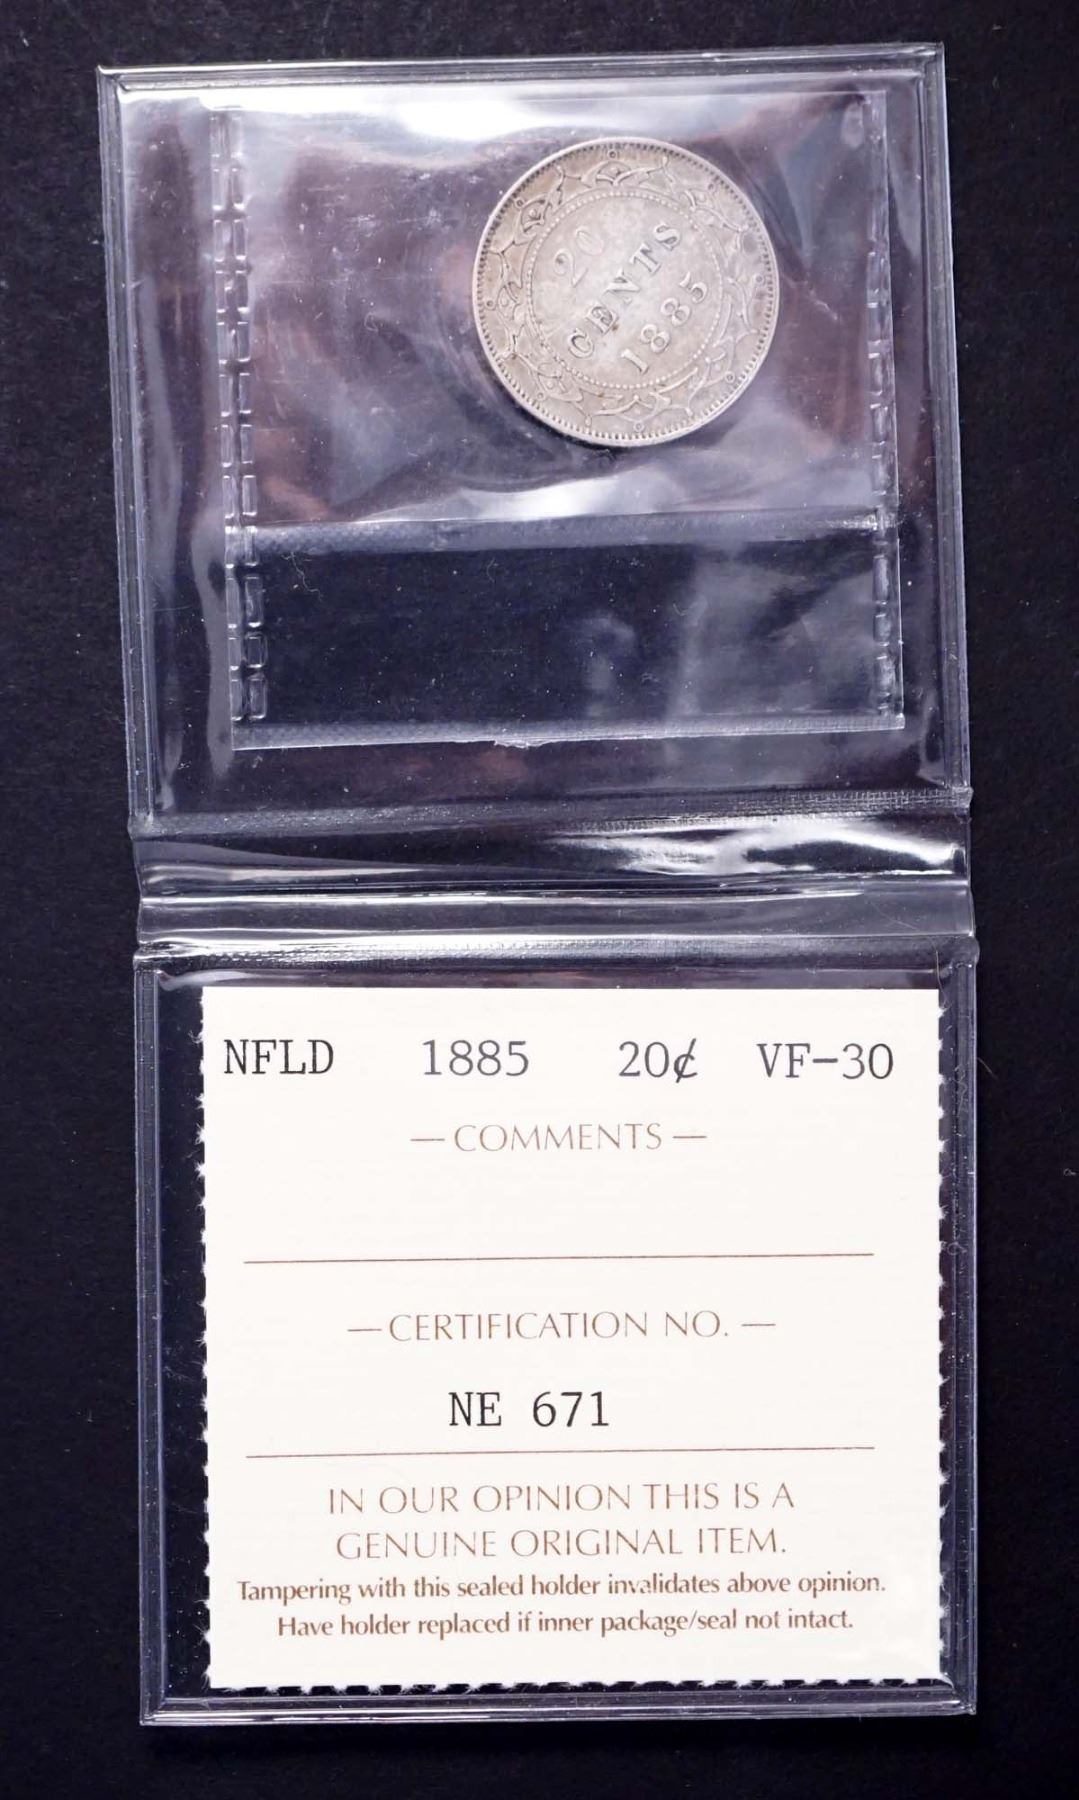 20
CENTS
1885
NFLD 1885 20¢ VF-30
— COMMENTS —
— CERTIFICATION NO. —
NE 671
IN OUR OPINION THIS IS A
GENUINE ORIGINAL ITEM.
Tampering with this sealed holder invalidates above opinion.
Have holder replaced if inner package/seal not intact.